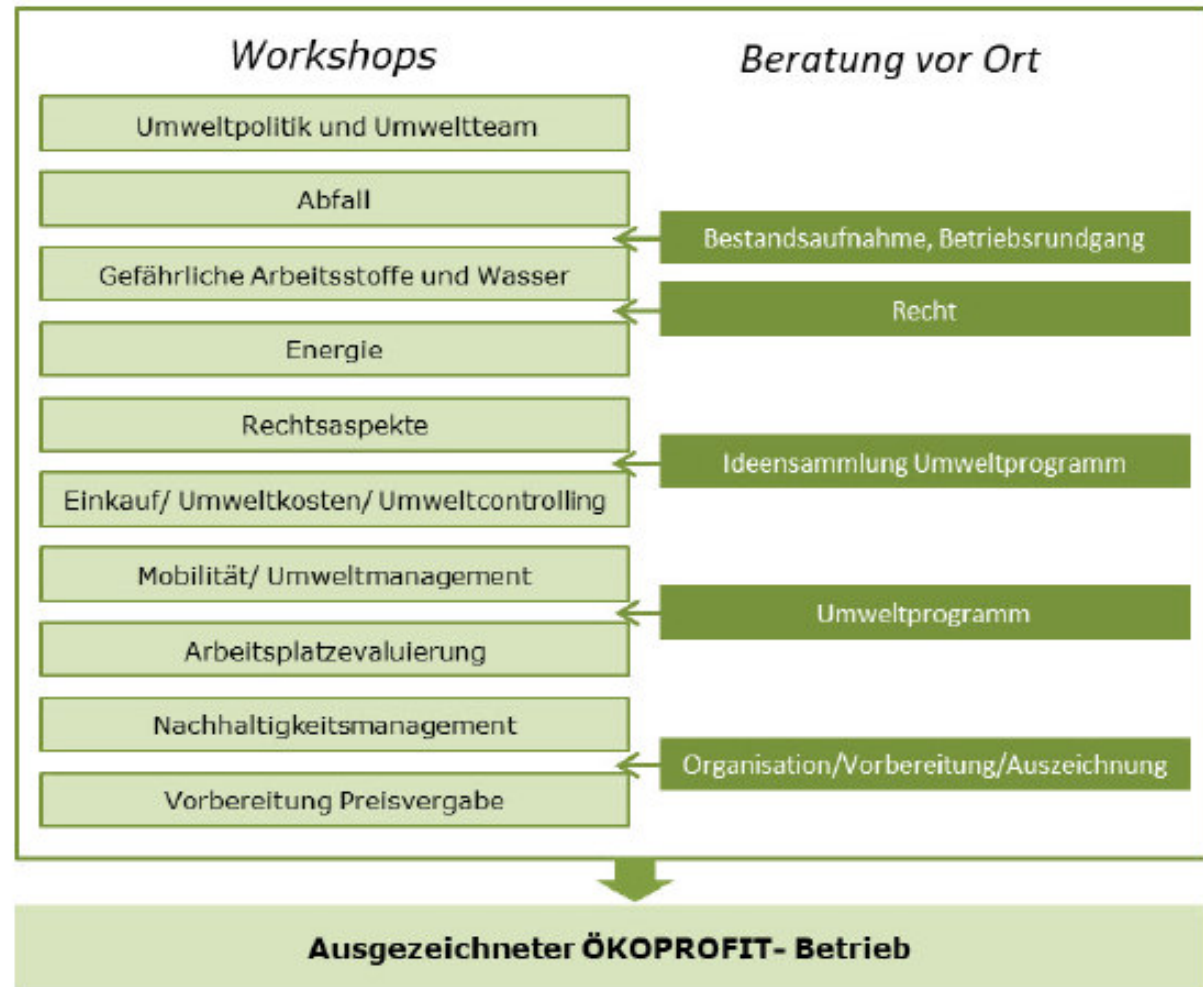 Workshops
Beratung vor Ort
Umweltpolitik und Umweltteam
Abfall
Bestandsaufnahme, Betriebsrundgang
Gefährliche Arbeitsstoffe und Wasser
Recht
Energie
Rechtsaspekte
Ideensammlung Umweltprogramm
Einkauf/ Umweltkosten/ Umweltcontrolling
Mobilität/ Umweltmanagement
Umweltprogramm
Arbeitsplatzevaluierung
Nachhaltigkeitsmanagement
Organisation/Vorbereitung/Auszeichnung
Vorbereitung Preisvergabe
Ausgezeichneter ÖKOPROFIT- Betrieb